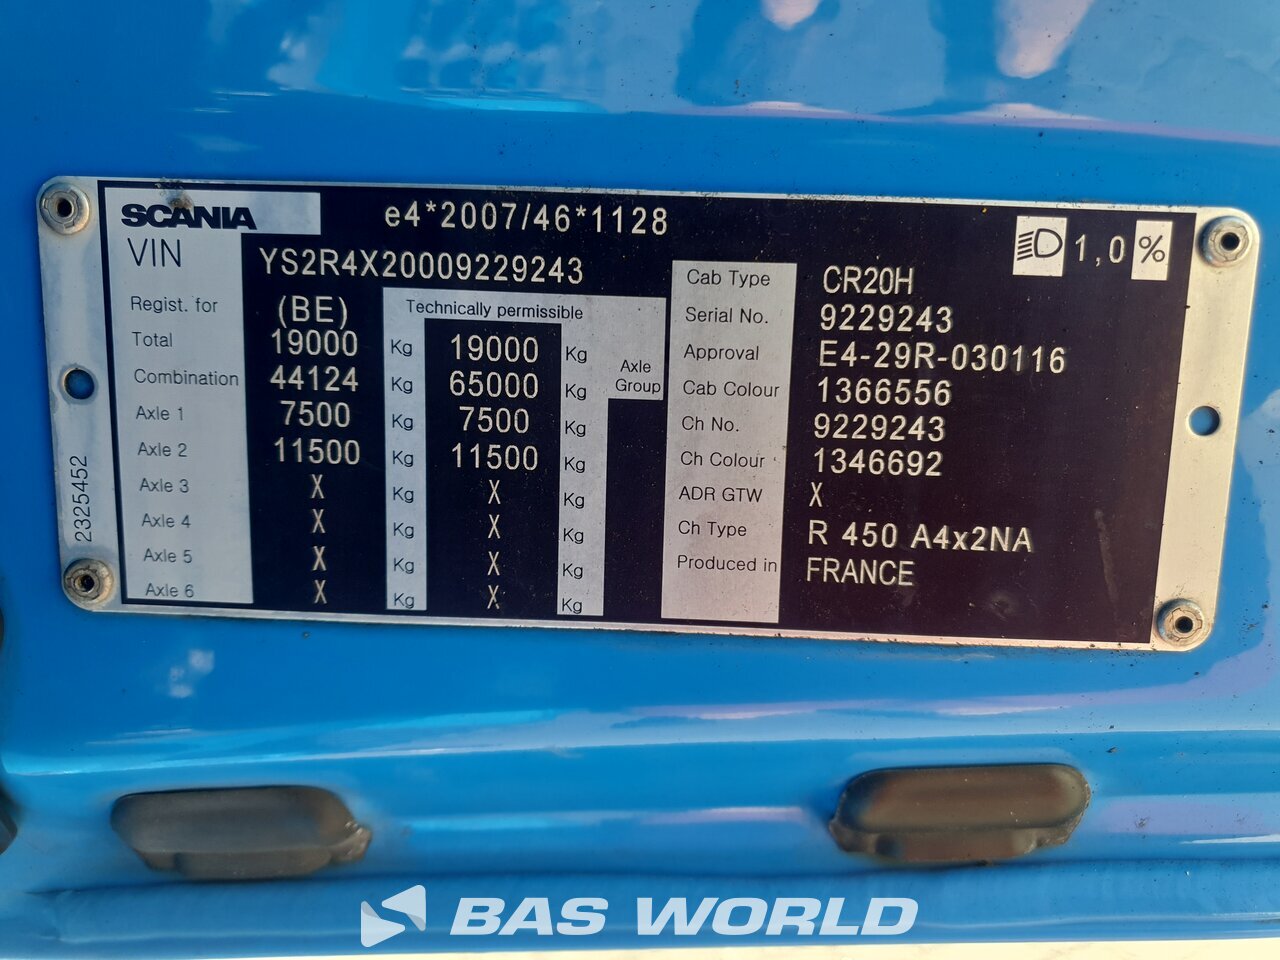 SCANIA e4*2007/46*1128
VIN YS2R4X20009229243
1,0 %
Regist. for (BE) Technically permissible
Total 19000 Kg 19000 Kg Axle Group
Combination 44124 Kg 65000 Kg
Axle 1 7500 Kg 7500 Kg
Axle 2 11500 Kg 11500 Kg
Axle 3 X Kg X Kg
Axle 4 X Kg X Kg
Axle 5 X Kg X Kg
Axle 6 X Kg X Kg
Cab Type CR20H
Serial No. 9229243
Approval E4-29R-030116
Cab Colour 1366556
Ch No. 9229243
Ch Colour 1346692
ADR GTW X
Ch Type R 450 A4x2NA
Produced in FRANCE
2325452
BAS WORLD